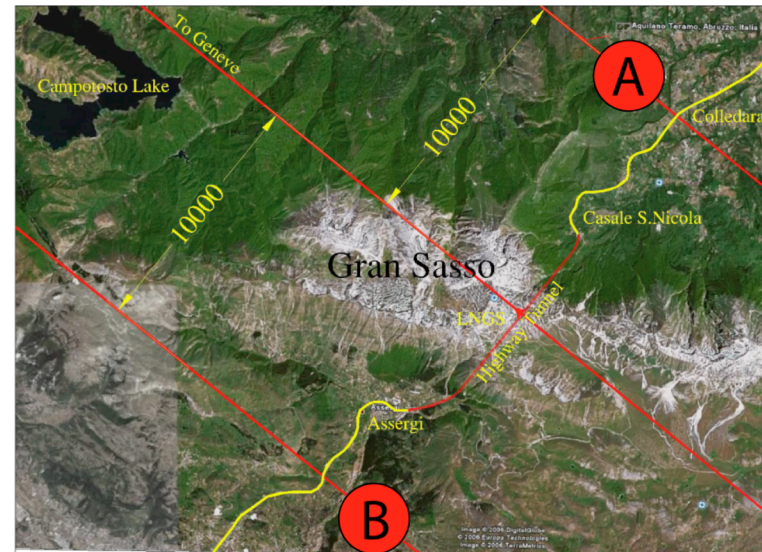 To Geneve
Aquilano Teramo, Abruzzo, Italia
A
Campotosto Lake
Colledara
10000
10000
Casale S.Nicola
Gran Sasso
LNGS
Highway Tunnel
Assergi
Assergi
B
Image © 2006 DigitalGlobe
© 2006 Europa Technologies
Image © 2006 TerraMetrics